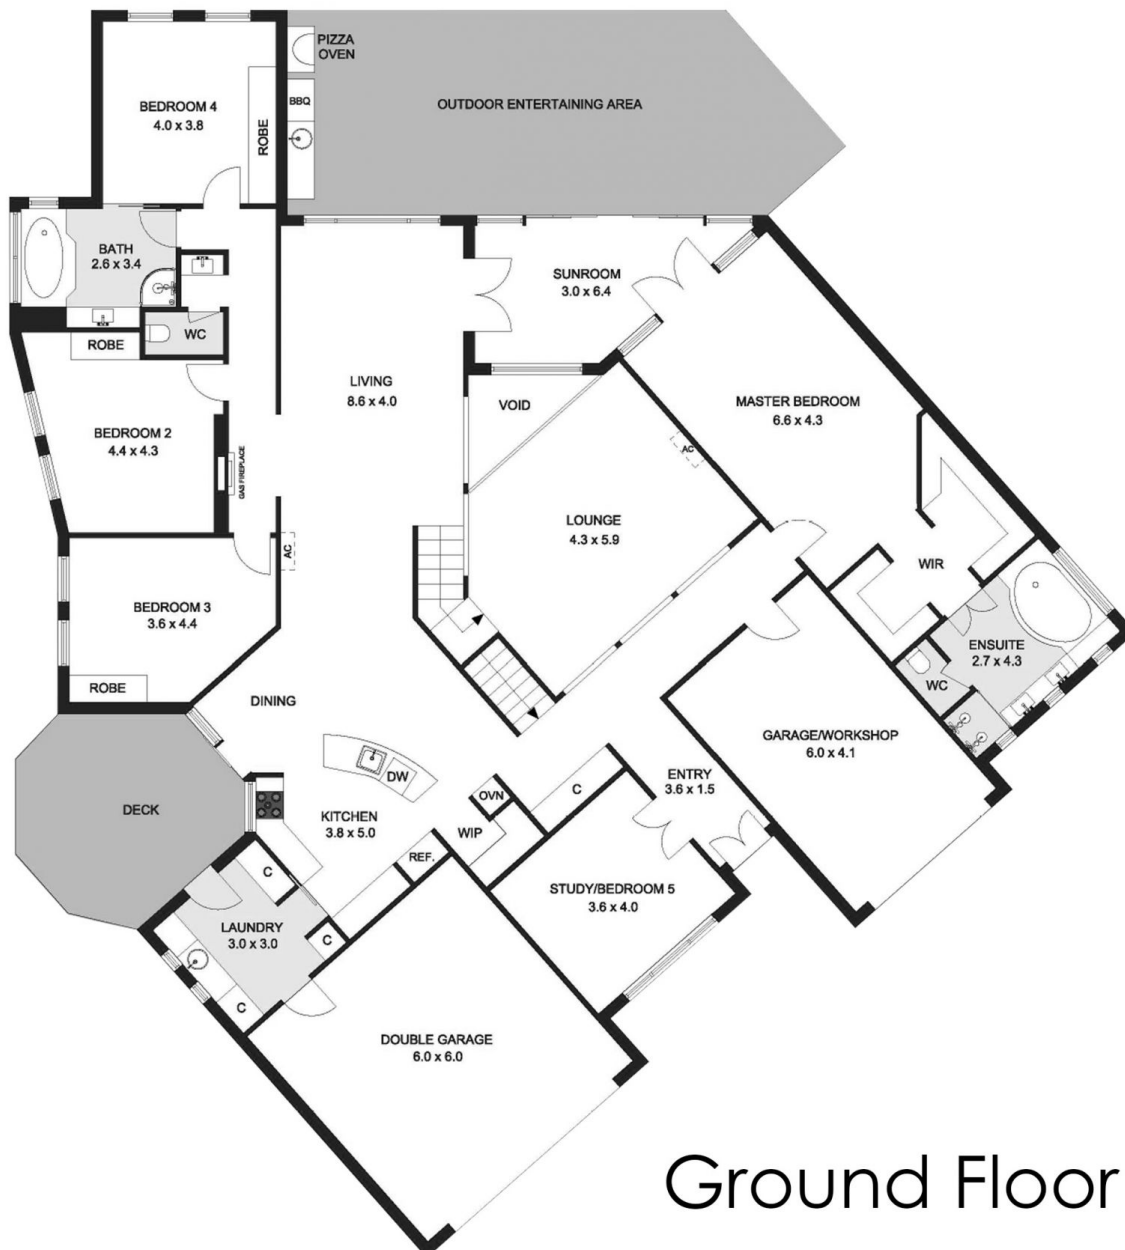 PIZZA
OVEN
BEDROOM 4
4.0 x 3.8
ROBE
BBQ
OUTDOOR ENTERTAINING AREA
BATH
2.6 x 3.4
WC
ROBE
SUNROOM
3.0 x 6.4
LIVING
8.6 x 4.0
VOID
MASTER BEDROOM
6.6 x 4.3
BEDROOM 2
4.4 x 4.3
GAS FIREPLACE
AC
LOUNGE
4.3 x 5.9
AC
WIR
BEDROOM 3
3.6 x 4.4
ROBE
ENSUITE
2.7 x 4.3
WC
DINING
GARAGE/WORKSHOP
6.0 x 4.1
DW
ENTRY
3.6 x 1.5
C
OVN
DECK
KITCHEN
3.8 x 5.0
WIP
REF.
C
STUDY/BEDROOM 5
3.6 x 4.0
LAUNDRY
3.0 x 3.0
C
C
DOUBLE GARAGE
6.0 x 6.0
Ground Floor